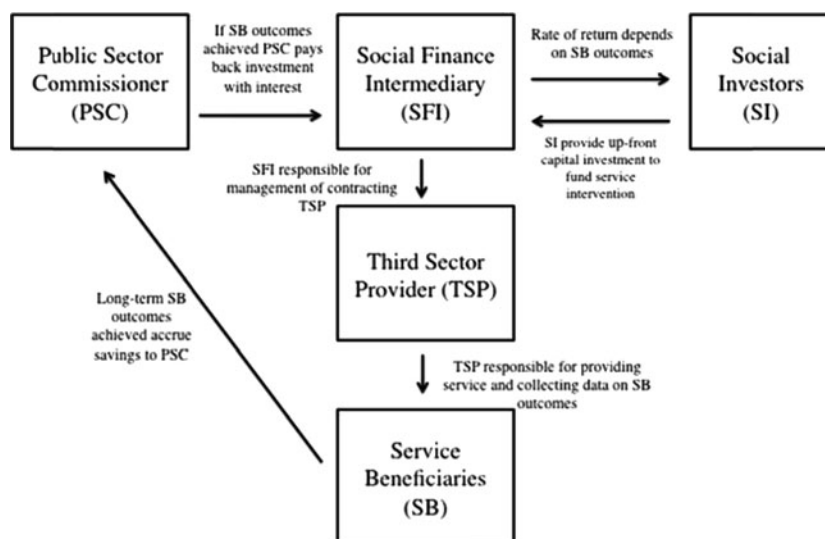 Public Sector
Commissioner
(PSC)
If SB outcomes
achieved PSC pays
back investment
with interest
Social Finance
Intermediary
(SFI)
Rate of return depends
on SB outcomes
Social
Investors
(SI)
SI provide up-front
capital investment to
fund service
intervention
SFI responsible for
management of contracting
TSP
Third Sector
Provider (TSP)
Long-term SB
outcomes
achieved accrue
savings to PSC
TSP responsible for providing
service and collecting data on SB
outcomes
Service
Beneficiaries
(SB)